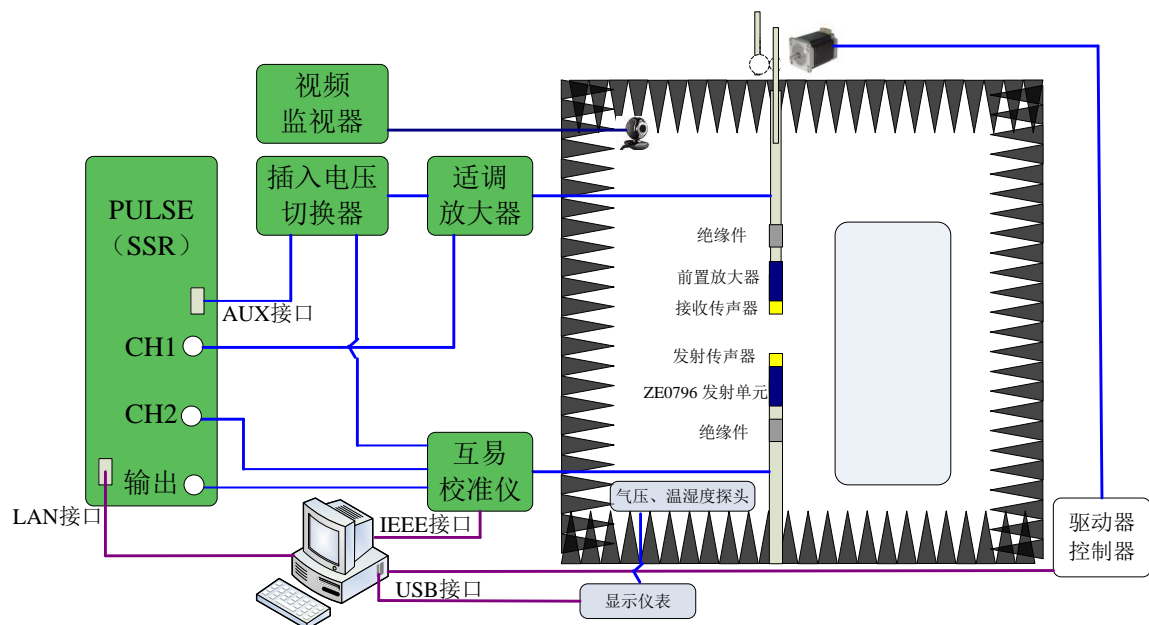 视频
监视器
插入电压
切换器
适调
放大器
PULSE
（SSR）
AUX接口
CH1
CH2
输出
LAN接口
互易
校准仪
IEEE接口
USB接口
绝缘件
前置放大器
接收传声器
发射传声器
ZE0796 发射单元
绝缘件
气压、温湿度探头
显示仪表
驱动器
控制器